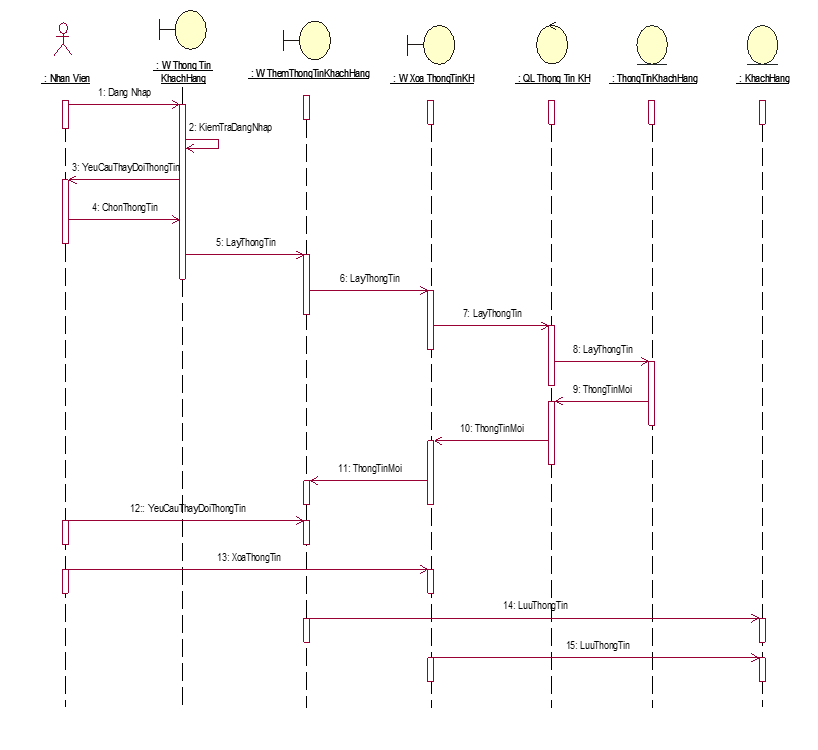 : Nhan Vien
: W Thong Tin
KhachHang
: W ThemThongTinKhachHang
: W Xoa ThongTinKH
: QL Thong Tin KH
: ThongTinKhachHang
: KhachHang
1: Dang Nhap
2: KiemTraDangNhap
3: YeuCauThayDoiThongTin
4: ChonThongTin
5: LayThongTin
6: LayThongTin
7: LayThongTin
8: LayThongTin
9: ThongTinMoi
10: ThongTinMoi
11: ThongTinMoi
12:: YeuCauThayDoiThongTin
13: XoaThongTin
14: LuuThongTin
15: LuuThongTin